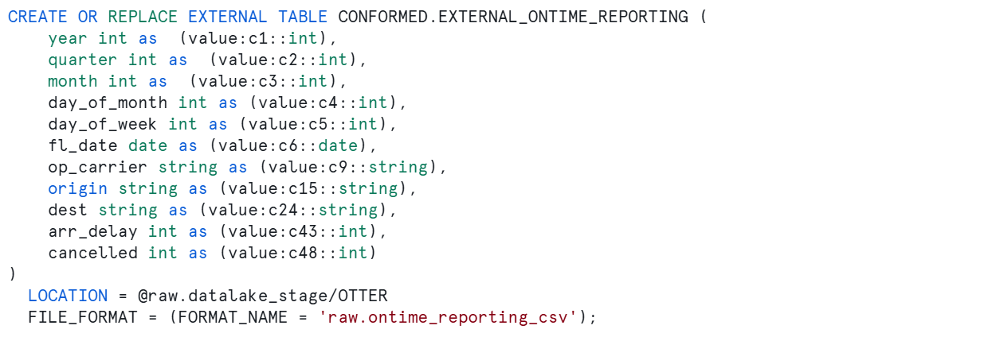 CREATE OR REPLACE EXTERNAL TABLE CONFORMED.EXTERNAL_ONTIME_REPORTING (
    year int as  (value:c1::int),
    quarter int as  (value:c2::int),
    month int as  (value:c3::int),
    day_of_month int as (value:c4::int),
    day_of_week int as (value:c5::int),
    fl_date date as (value:c6::date),
    op_carrier string as (value:c9::string),
    origin string as (value:c15::string),
    dest string as (value:c24::string),
    arr_delay int as (value:c43::int),
    cancelled int as (value:c48::int)
)
  LOCATION = @raw.datalake_stage/OTTER
  FILE_FORMAT = (FORMAT_NAME = 'raw.ontime_reporting_csv');